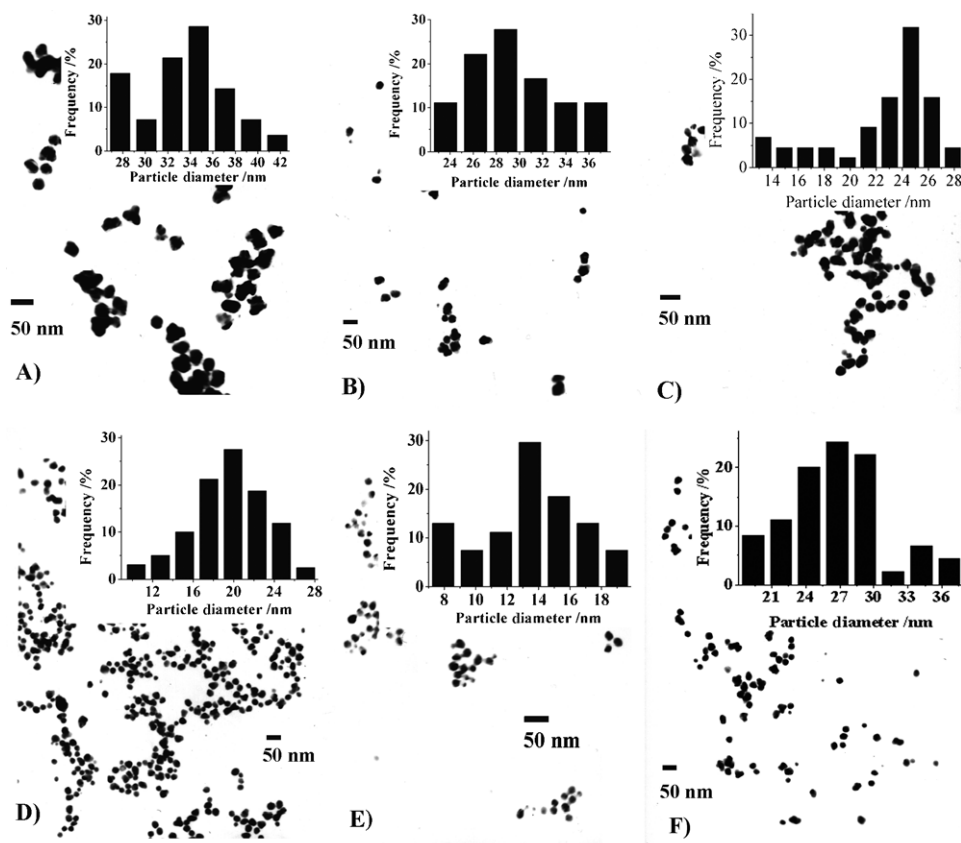 30
20
10
0
Frequency /%
28 30 32 34 36 38 40 42
Particle diameter /nm
50 nm
A)
30
20
10
0
Frequency /%
24 26 28 30 32 34 36
Particle diameter /nm
50 nm
B)
30
20
10
0
Frequency /%
14 16 18 20 22 24 26 28
Particle diameter /nm
50 nm
C)
30
20
10
0
Frequency /%
12 16 20 24 28
Particle diameter /nm
50 nm
D)
30
20
10
0
Frequency /%
8 10 12 14 16 18
Particle diameter /nm
50 nm
E)
20
10
0
Frequency /%
21 24 27 30 33 36
Particle diameter /nm
50 nm
F)